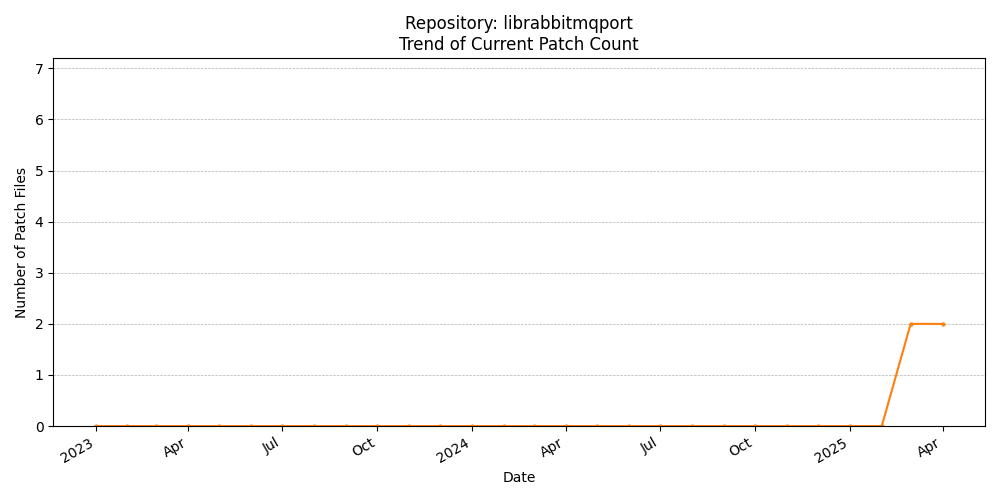 Repository: librabbitmqport
Trend of Current Patch Count
7
6
5
4
3
2
1
0
Number of Patch Files
2023
Apr
Jul
Oct
2024
Apr
Jul
Oct
2025
Apr
Date